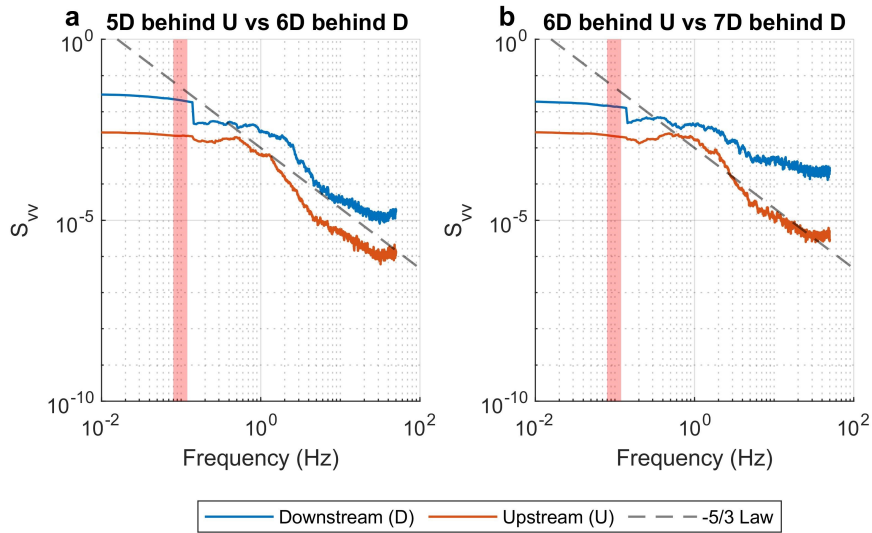 a 5D behind U vs 6D behind D
10^0
10^-5
10^-10
S_vv
10^-2 10^0 10^2
Frequency (Hz)
b 6D behind U vs 7D behind D
10^0
10^-5
10^-10
S_vv
10^-2 10^0 10^2
Frequency (Hz)
Downstream (D) Upstream (U) -5/3 Law